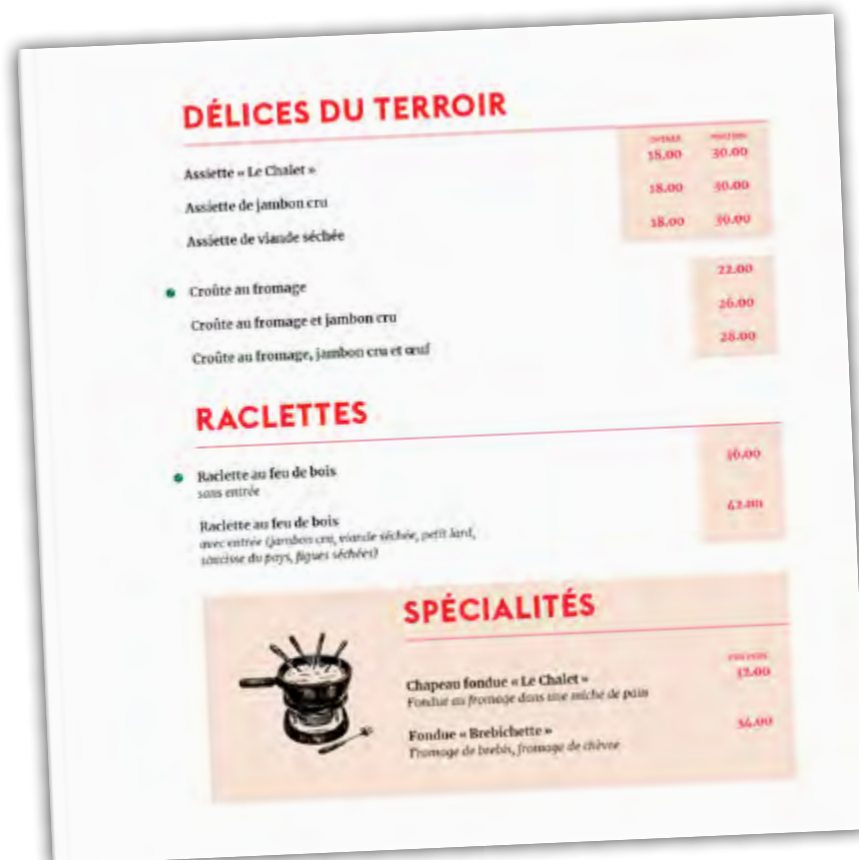 DÉLICES DU TERROIR
Assiette « Le Chalet » 18.00 30.00
Assiette de jambon cru 18.00 30.00
Assiette de viande séchée 18.00 30.00
Croûte au fromage 22.00
Croûte au fromage et jambon cru 26.00
Croûte au fromage, jambon cru et œuf 28.00
RACLETTES
Raclette au feu de bois
sans entrée
Raclette au feu de bois 42.00
avec entrée (jambon cru, viande séchée, petit lard,
saucisse du pays, figues séchées)
SPÉCIALITÉS
Chapeau fondue « Le Chalet »
Fondue au fromage dans une miche de pain
Fondue « Brebichette »
Fromage de brebis, fromage de chèvre